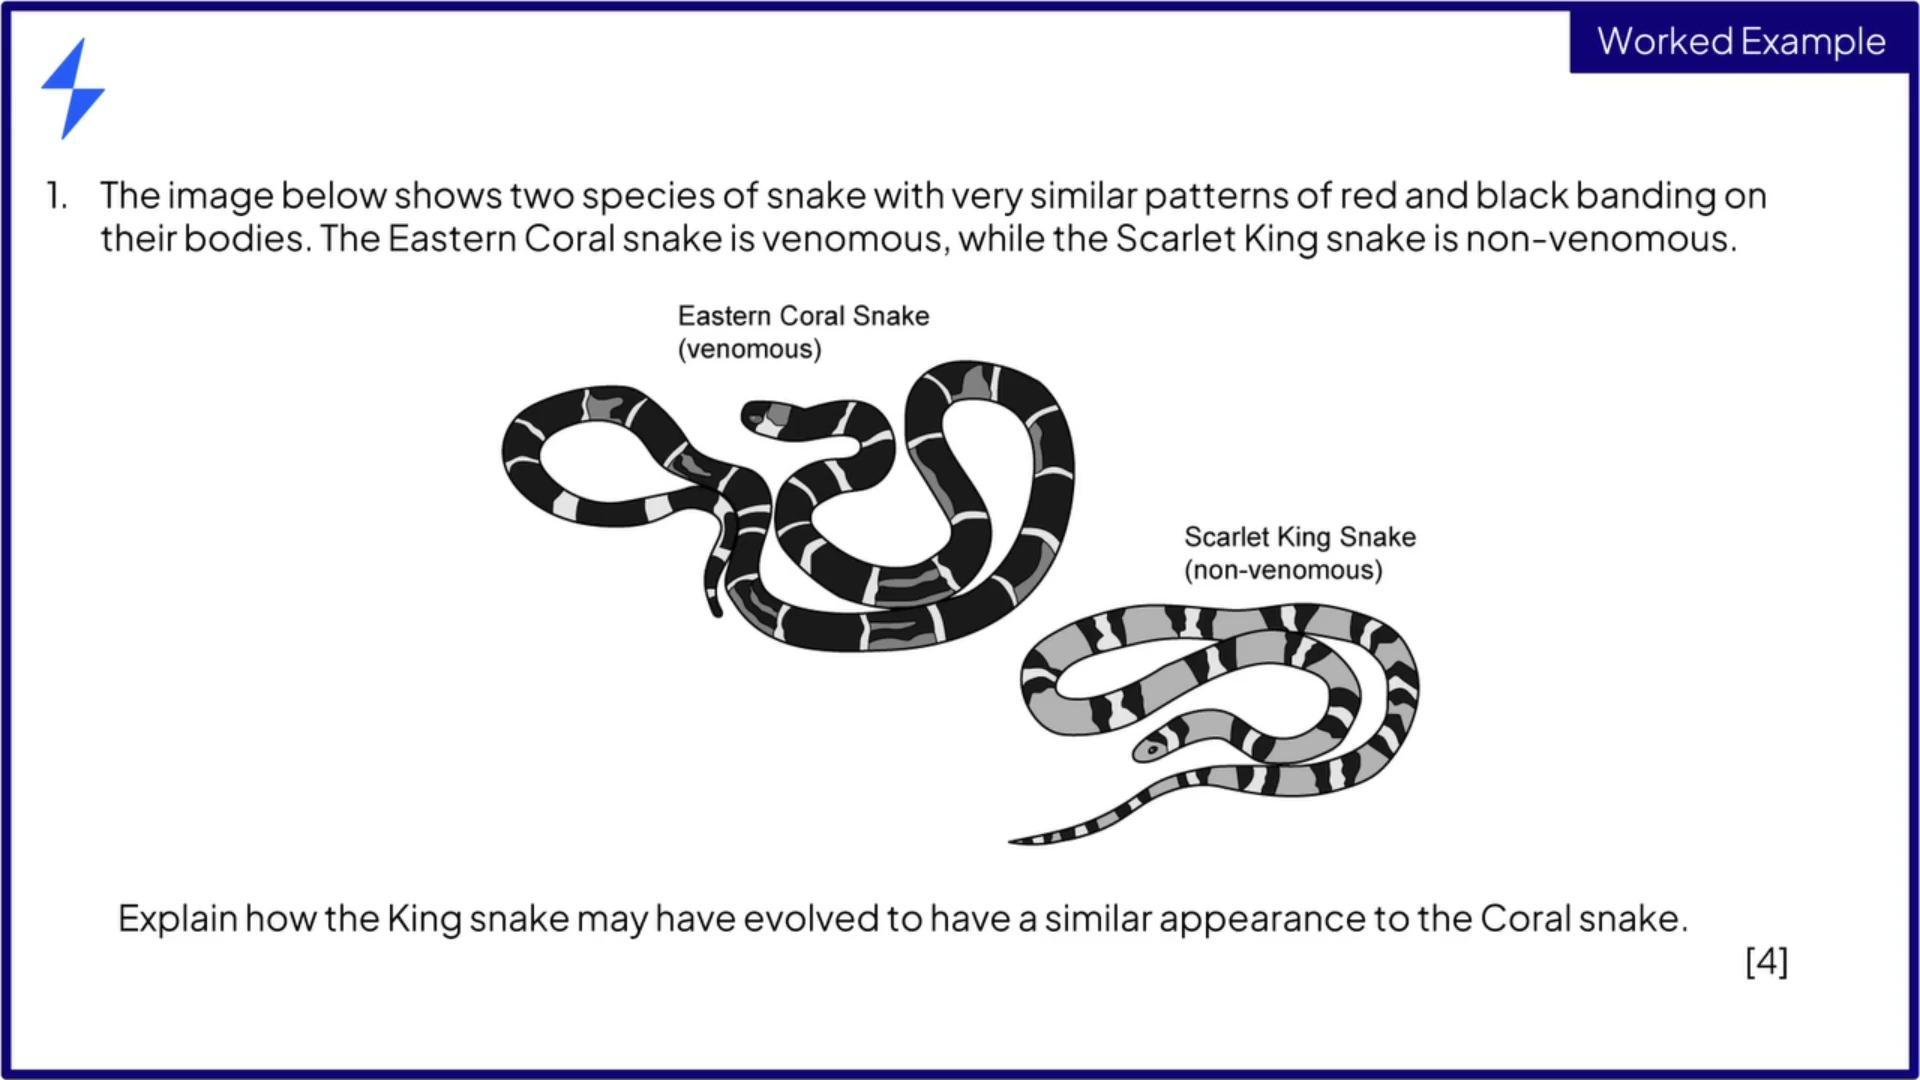 Worked Example
1. The image below shows two species of snake with very similar patterns of red and black banding on
their bodies. The Eastern Coral snake is venomous, while the Scarlet King snake is non-venomous.
Eastern Coral Snake
(venomous)
Scarlet King Snake
(non-venomous)
Explain how the King snake may have evolved to have a similar appearance to the Coral snake.
[4]